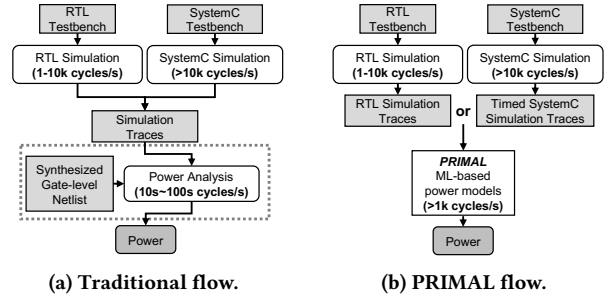 RTL
Testbench
SystemC
Testbench
RTL Simulation
(1-10k cycles/s)
SystemC Simulation
(>10k cycles/s)
Simulation
Traces
Synthesized
Gate-level
Netlist
Power Analysis
(10s~100s cycles/s)
Power
(a) Traditional flow.
RTL
Testbench
SystemC
Testbench
RTL Simulation
(1-10k cycles/s)
SystemC Simulation
(>10k cycles/s)
RTL Simulation
Traces
or
Timed SystemC
Simulation Traces
PRIMAL
ML-based
power models
(>1k cycles/s)
Power
(b) PRIMAL flow.